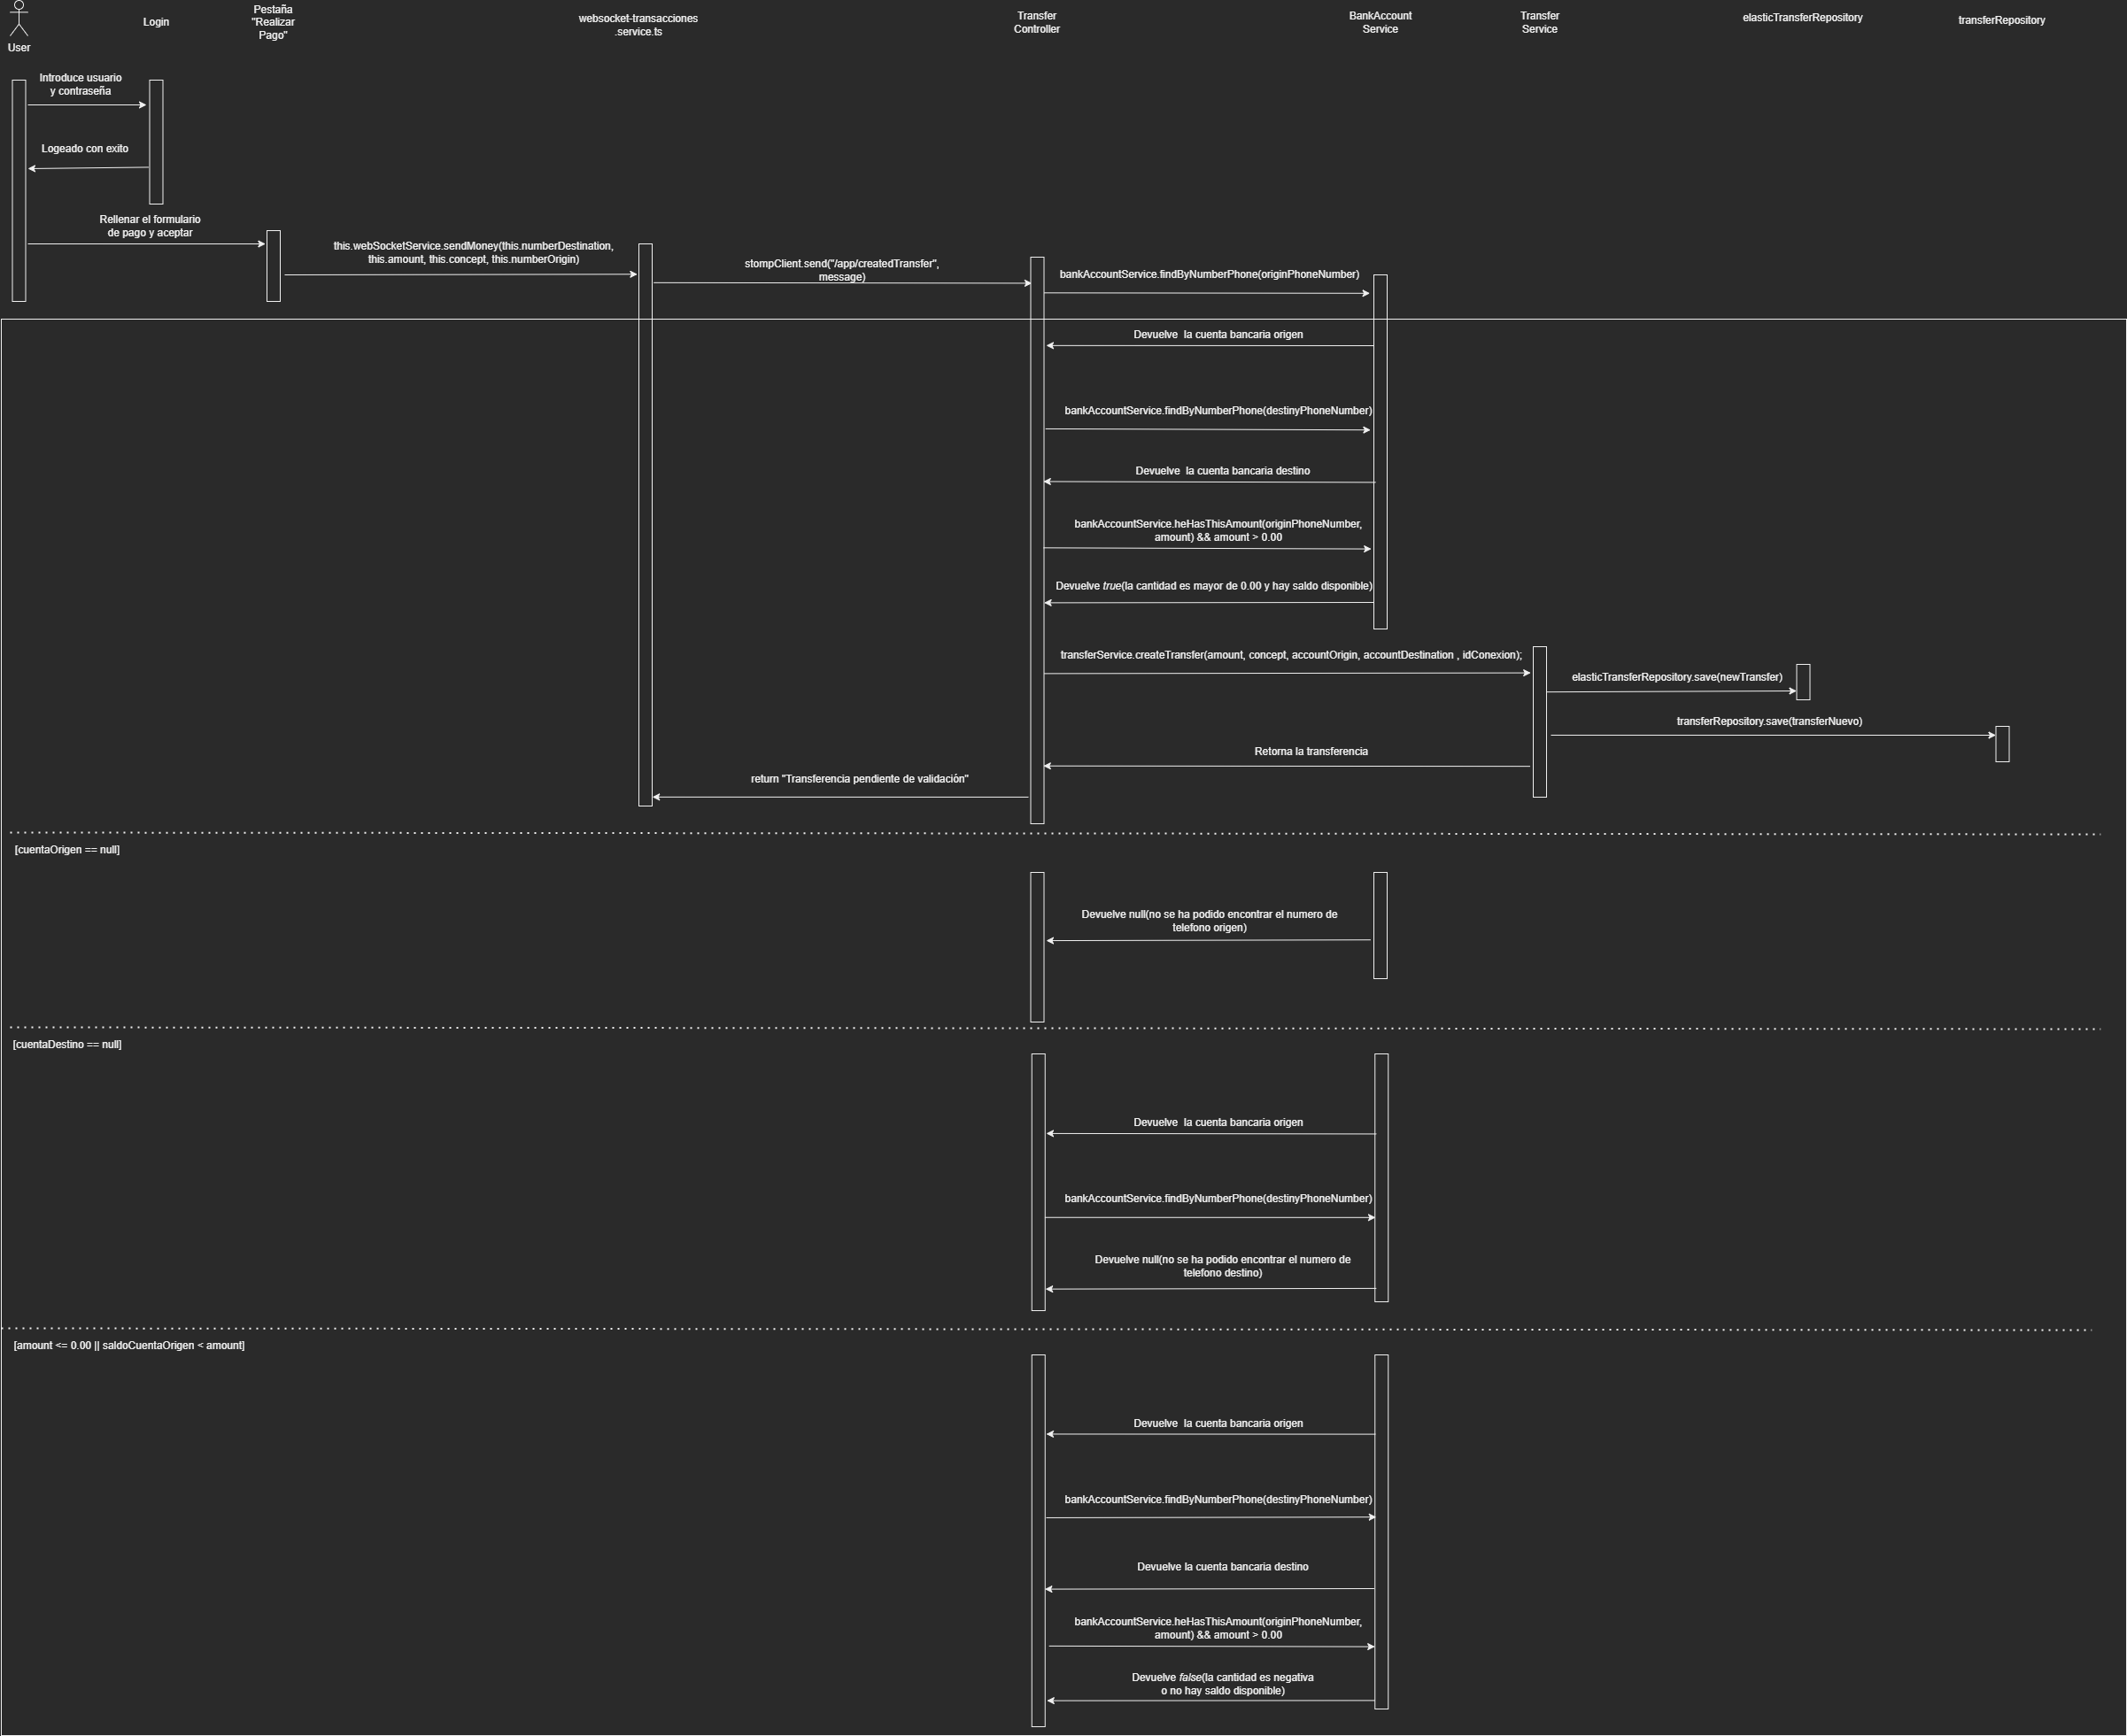 User
Login
Pestaña
"Realizar
Pago"
websocket-transacciones
.service.ts
Transfer
Controller
BankAccount
Service
Transfer
Service
elasticTransferRepository
transferRepository
Introduce usuario
y contraseña
Logeado con exito
Rellenar el formulario
de pago y aceptar
this.webSocketService.sendMoney(this.numberDestination,
this.amount, this.concept, this.numberOrigin)
stompClient.send("/app/createdTransfer",
message)
bankAccountService.findByNumberPhone(originPhoneNumber)
Devuelve  la cuenta bancaria origen
bankAccountService.findByNumberPhone(destinyPhoneNumber)
Devuelve  la cuenta bancaria destino
bankAccountService.heHasThisAmount(originPhoneNumber,
amount) && amount > 0.00
Devuelve true(la cantidad es mayor de 0.00 y hay saldo disponible)
transferService.createTransfer(amount, concept, accountOrigin, accountDestination , idConexion);
elasticTransferRepository.save(newTransfer)
transferRepository.save(transferNuevo)
Retorna la transferencia
return "Transferencia pendiente de validación"
[cuentaOrigen == null]
Devuelve null(no se ha podido encontrar el numero de
telefono origen)
[cuentaDestino == null]
Devuelve  la cuenta bancaria origen
bankAccountService.findByNumberPhone(destinyPhoneNumber)
Devuelve null(no se ha podido encontrar el numero de
telefono destino)
[amount <= 0.00 || saldoCuentaOrigen < amount]
Devuelve  la cuenta bancaria origen
bankAccountService.findByNumberPhone(destinyPhoneNumber)
Devuelve la cuenta bancaria destino
bankAccountService.heHasThisAmount(originPhoneNumber,
amount) && amount > 0.00
Devuelve false(la cantidad es negativa
o no hay saldo disponible)